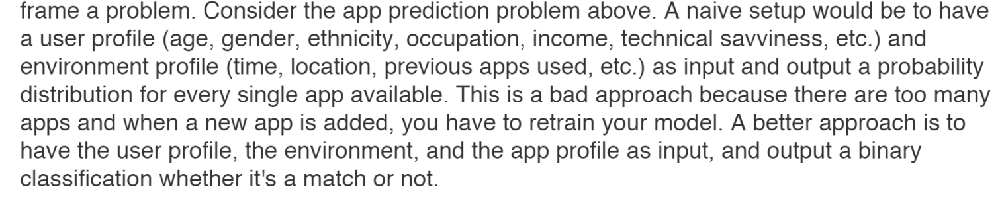 frame a problem. Consider the app prediction problem above. A naive setup would be to have
a user profile (age, gender, ethnicity, occupation, income, technical savviness, etc.) and
environment profile (time, location, previous apps used, etc.) as input and output a probability
distribution for every single app available. This is a bad approach because there are too many
apps and when a new app is added, you have to retrain your model. A better approach is to
have the user profile, the environment, and the app profile as input, and output a binary
classification whether it's a match or not.